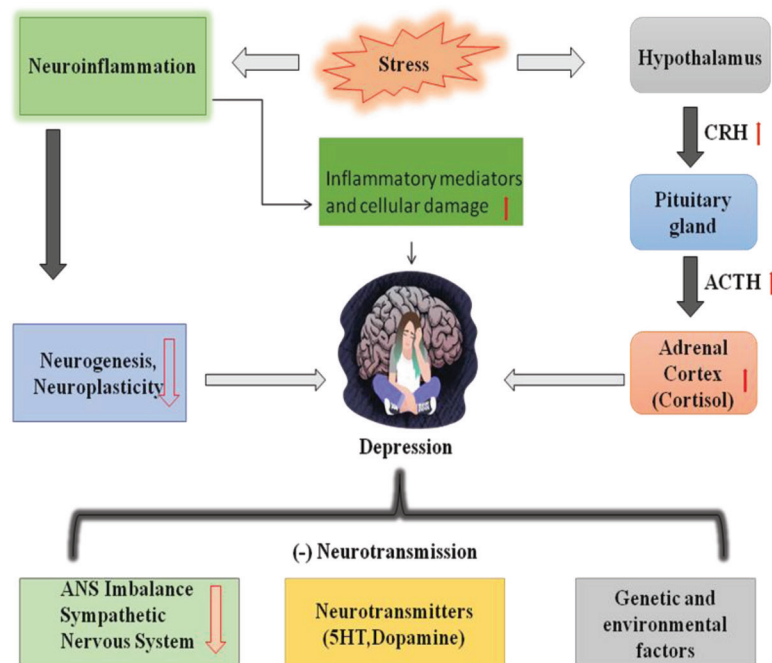 Neuroinflammation
Stress
Hypothalamus
CRH
Inflammatory mediators
and cellular damage
Pituitary
gland
ACTH
Neurogenesis,
Neuroplasticity
Adrenal
Cortex
(Cortisol)
Depression
(-) Neurotransmission
ANS Imbalance
Sympathetic
Nervous System
Neurotransmitters
(5HT,Dopamine)
Genetic and
environmental
factors